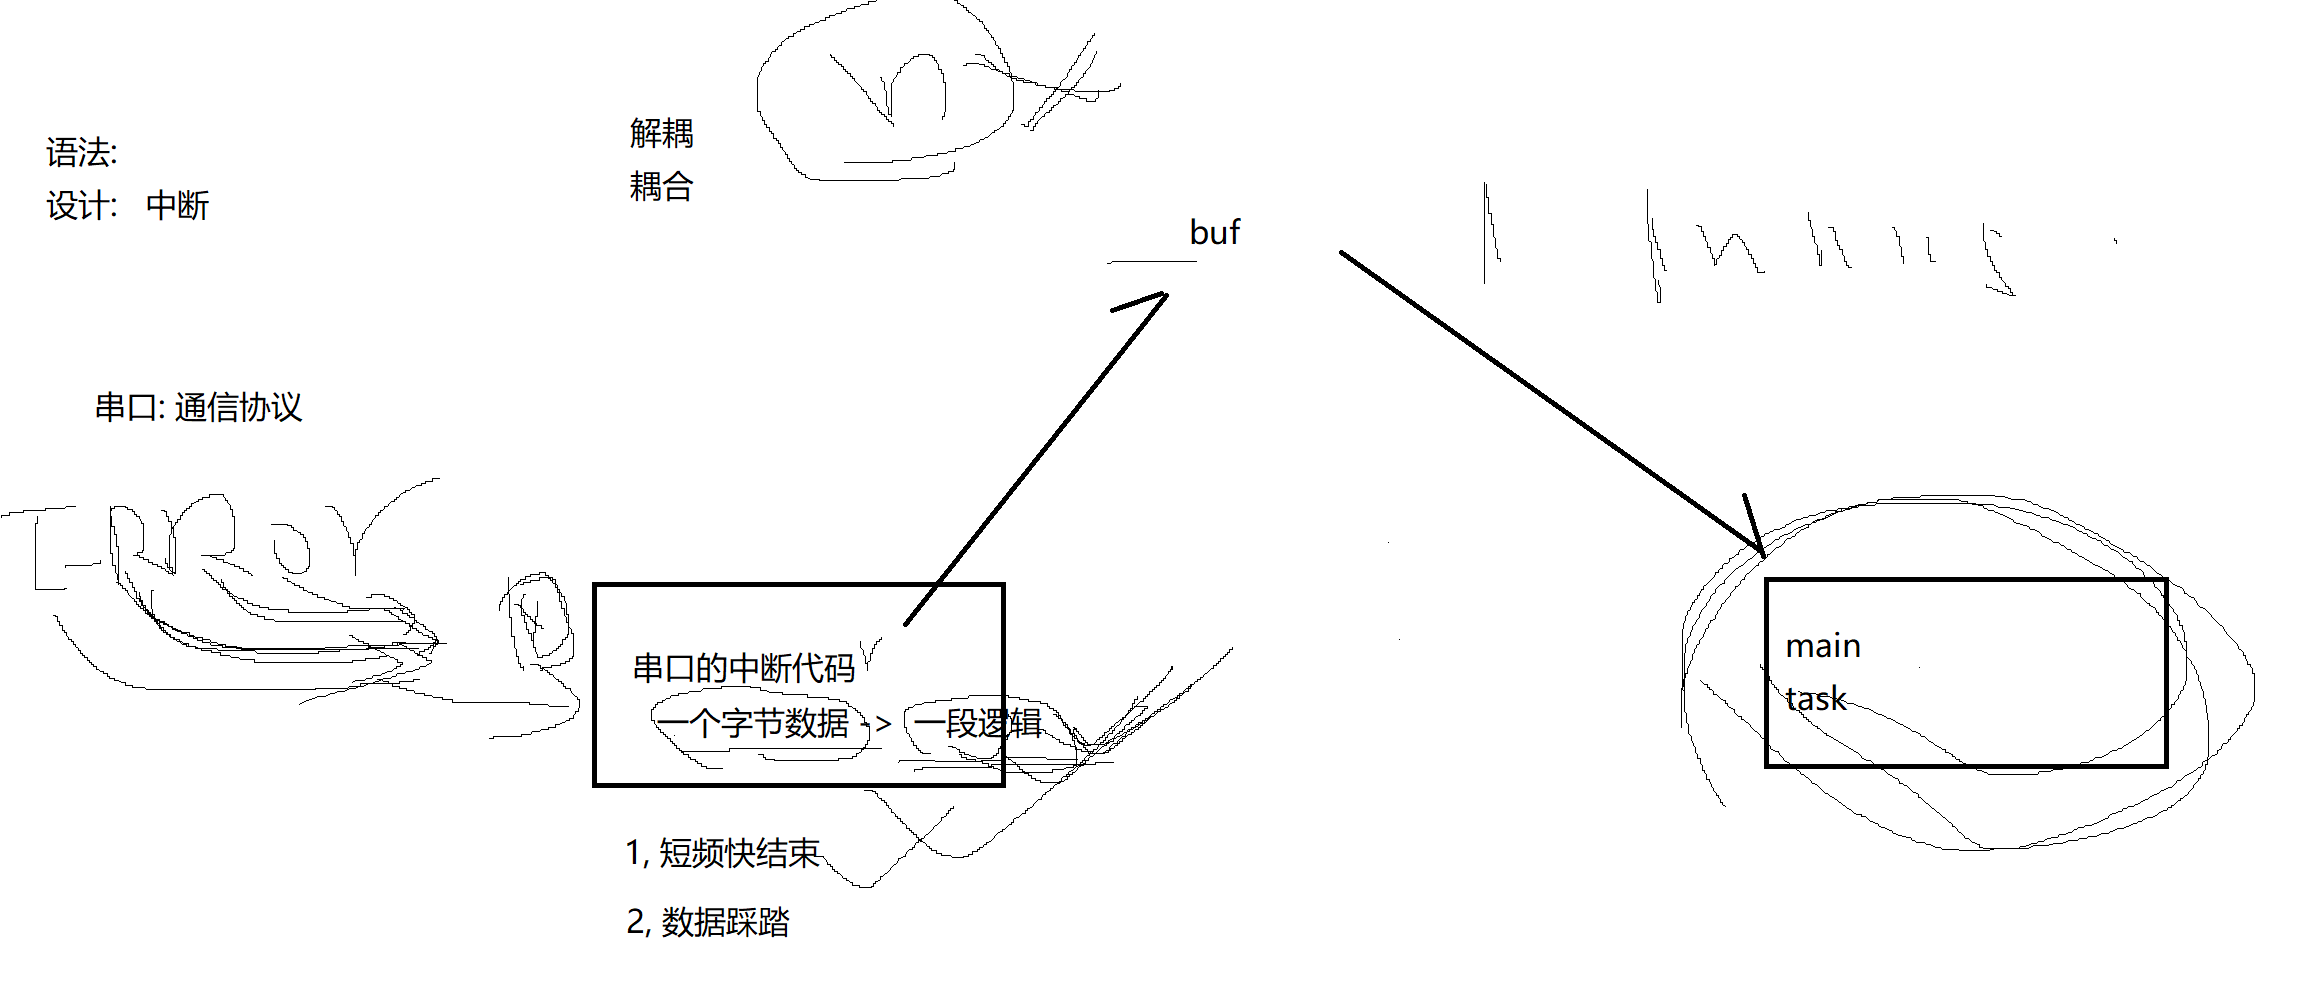 解耦
耦合
语法:
设计: 中断
buf
串口: 通信协议
串口的中断代码
一个字节数据 -> 一段逻辑
main
task
1, 短频快结束
2, 数据踩踏